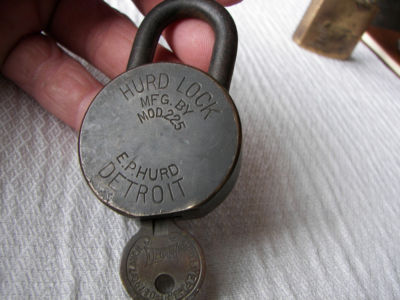 HURD LOCK
MFG. BY
MOD.225
E.P.HURD
DETROIT